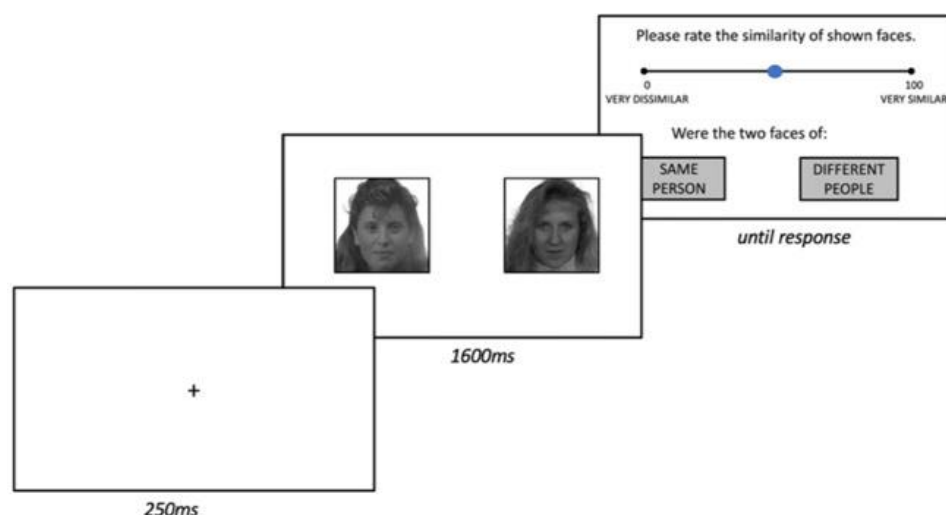 Please rate the similarity of shown faces.
0 100
VERY DISSIMILAR VERY SIMILAR
Were the two faces of:
SAME PERSON
DIFFERENT PEOPLE
until response
1600ms
+
250ms